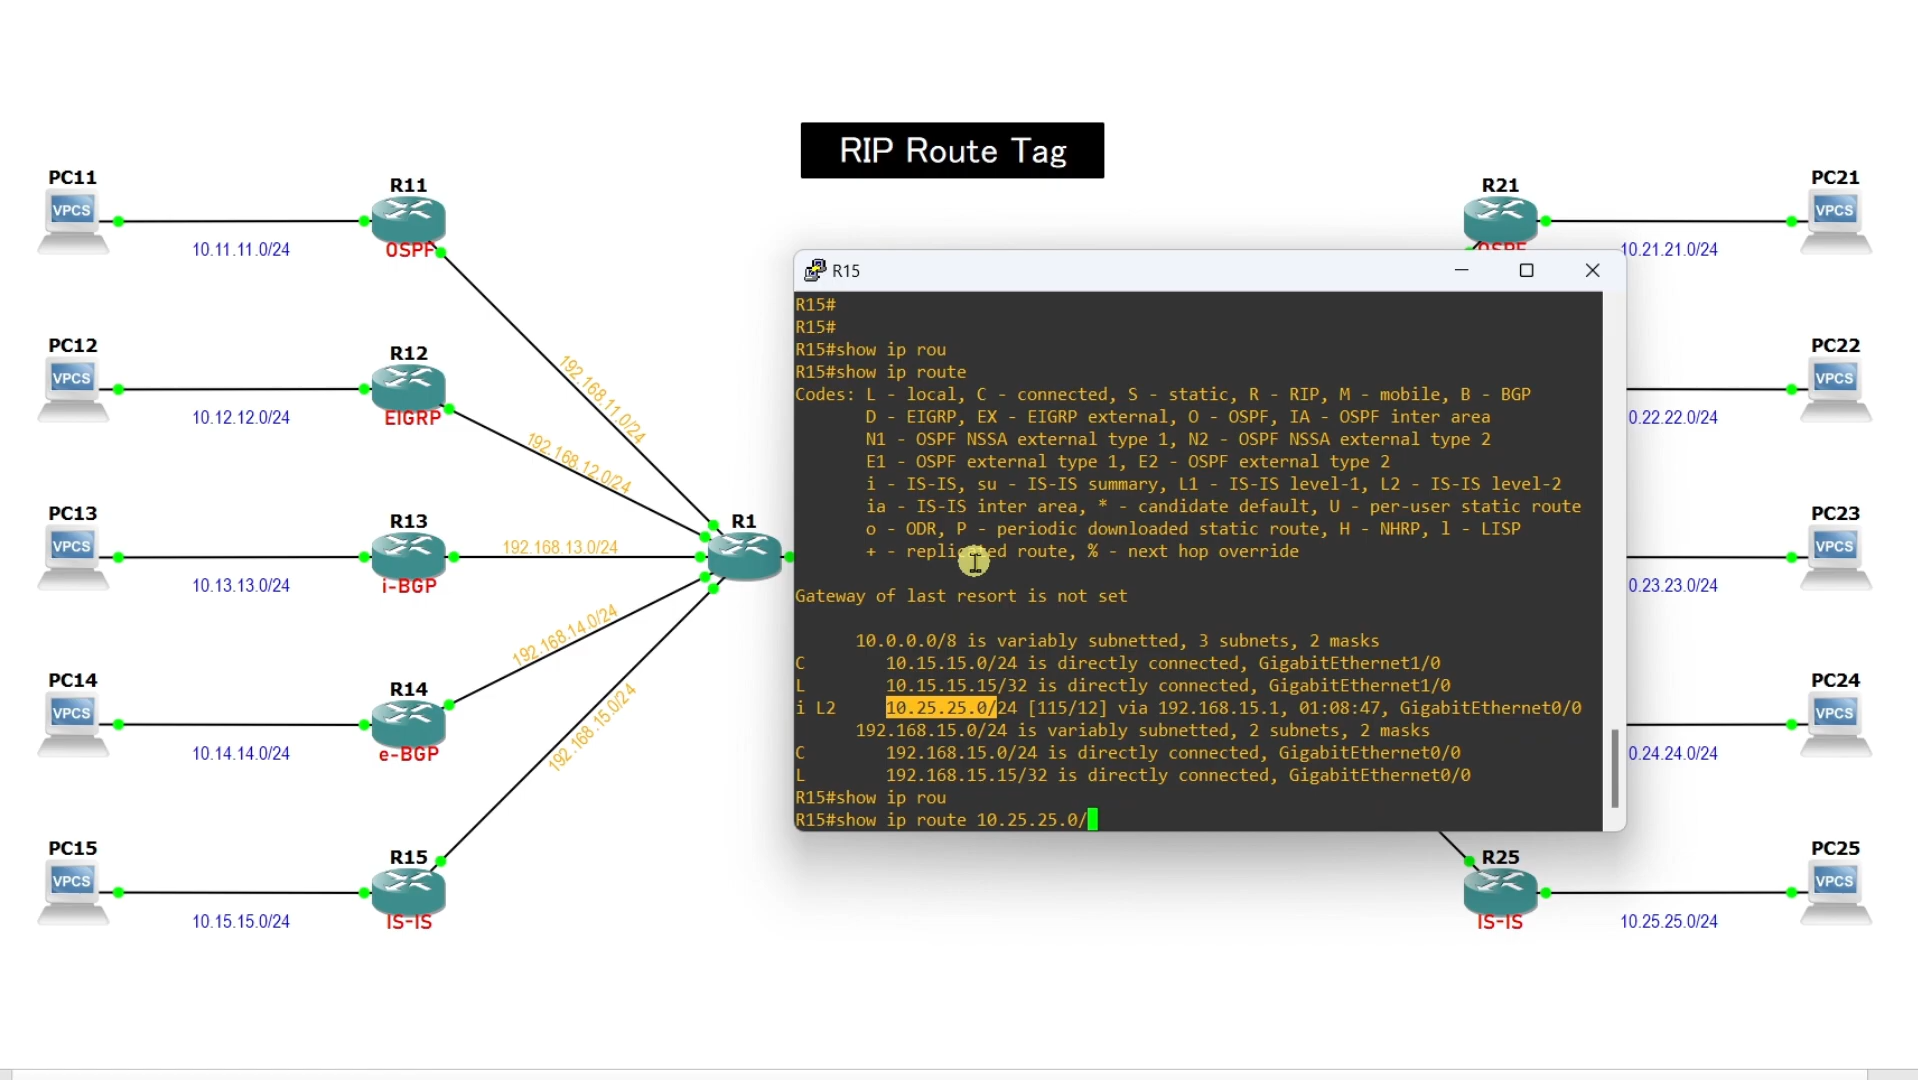 RIP Route Tag
PC11
VPCS
10.11.11.0/24
R11
OSPF
192.168.11.0/24
PC12
VPCS
10.12.12.0/24
R12
EIGRP
192.168.12.0/24
PC13
VPCS
10.13.13.0/24
R13
i-BGP
192.168.13.0/24
R1
PC14
VPCS
10.14.14.0/24
R14
e-BGP
192.168.14.0/24
PC15
VPCS
10.15.15.0/24
R15
IS-IS
192.168.15.0/24
R15
R15#
R15#
R15#show ip rou
R15#show ip route
Codes: L - local, C - connected, S - static, R - RIP, M - mobile, B - BGP
D - EIGRP, EX - EIGRP external, O - OSPF, IA - OSPF inter area
N1 - OSPF NSSA external type 1, N2 - OSPF NSSA external type 2
E1 - OSPF external type 1, E2 - OSPF external type 2
i - IS-IS, su - IS-IS summary, L1 - IS-IS level-1, L2 - IS-IS level-2
ia - IS-IS inter area, * - candidate default, U - per-user static route
o - ODR, P - periodic downloaded static route, H - NHRP, l - LISP
+ - replicated route, % - next hop override
Gateway of last resort is not set
10.0.0.0/8 is variably subnetted, 3 subnets, 2 masks
C 10.15.15.0/24 is directly connected, GigabitEthernet1/0
L 10.15.15.15/32 is directly connected, GigabitEthernet1/0
i L2 10.25.25.0/24 [115/12] via 192.168.15.1, 01:08:47, GigabitEthernet0/0
192.168.15.0/24 is variably subnetted, 2 subnets, 2 masks
C 192.168.15.0/24 is directly connected, GigabitEthernet0/0
L 192.168.15.15/32 is directly connected, GigabitEthernet0/0
R15#show ip rou
R15#show ip route 10.25.25.0/
R21
OSPF
10.21.21.0/24
PC21
VPCS
0.22.22.0/24
PC22
VPCS
0.23.23.0/24
PC23
VPCS
0.24.24.0/24
PC24
VPCS
R25
IS-IS
10.25.25.0/24
PC25
VPCS